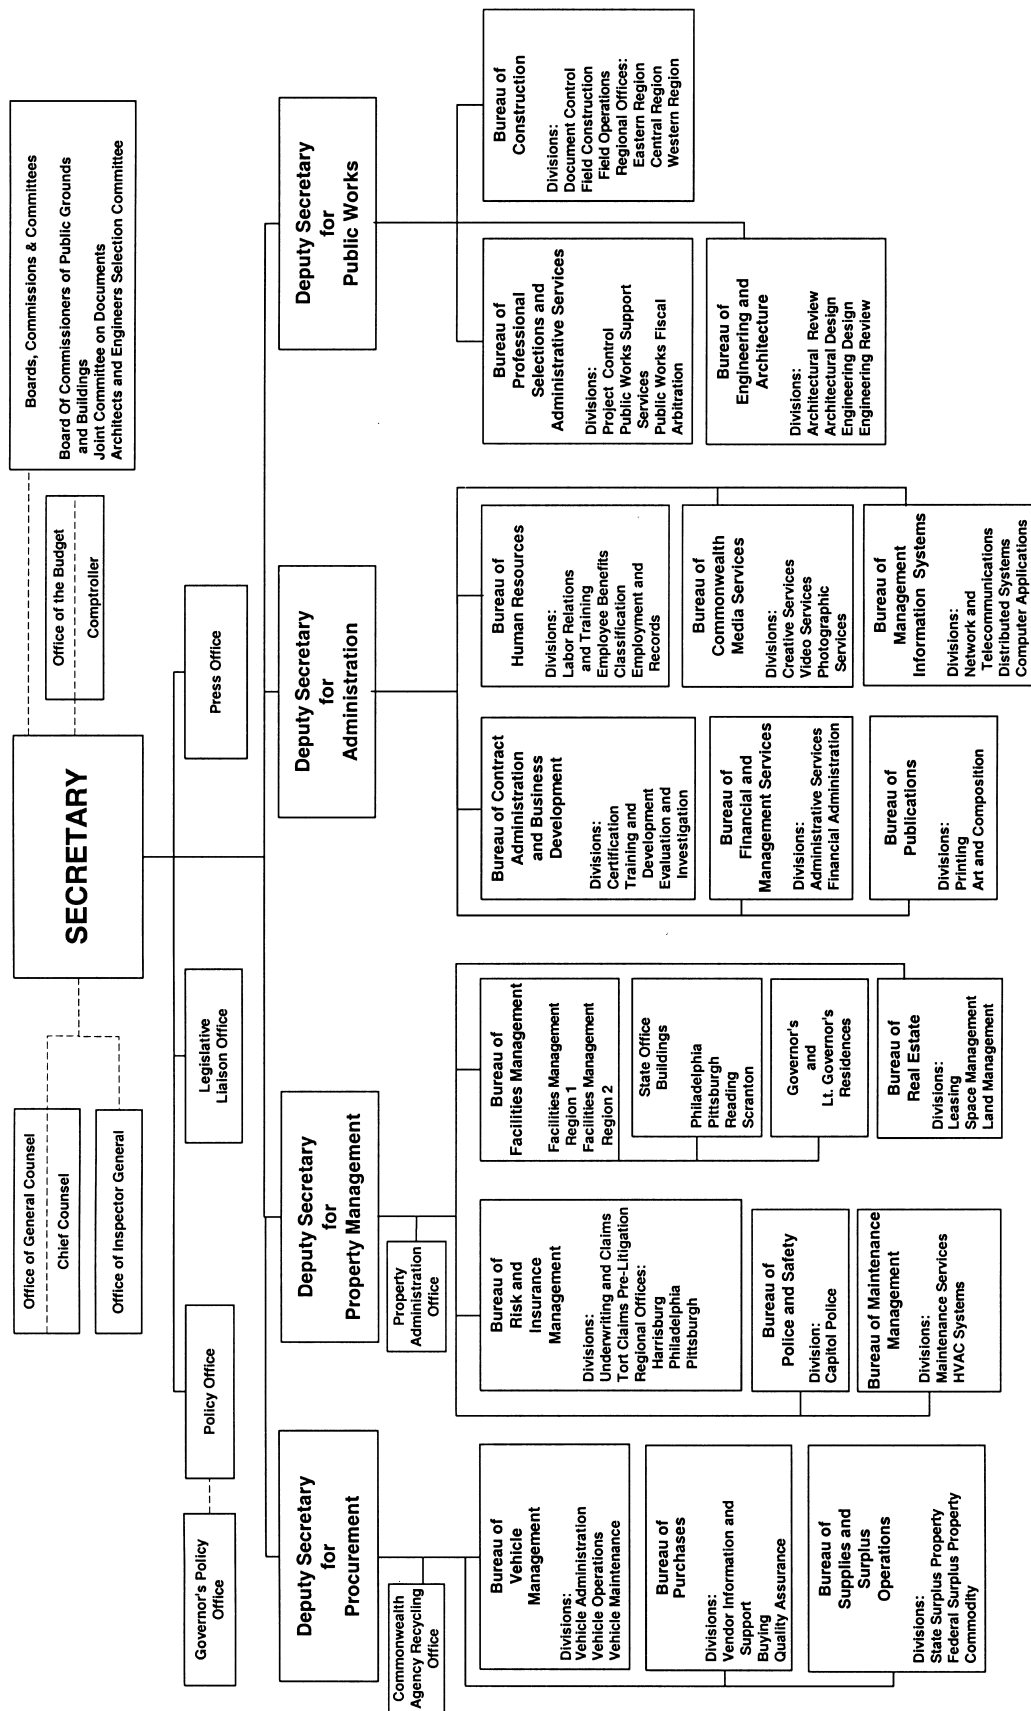 SECRETARY
Boards, Commissions & Committees
Board Of Commissioners of Public Grounds
and Buildings
Joint Committee on Documents
Architects and Engineers Selection Committee
Office of the Budget
Comptroller
Office of General Counsel
Chief Counsel
Office of Inspector General
Governor's Policy
Office
Policy Office
Legislative
Liaison Office
Press Office
Deputy Secretary
for
Procurement
Commonwealth
Agency Recycling
Office
Bureau of
Vehicle
Management
Divisions:
Vehicle Administration
Vehicle Operations
Vehicle Maintenance
Bureau of
Purchases
Divisions:
Vendor Information and
Support
Buying
Quality Assurance
Bureau of
Supplies and
Surplus
Operations
Divisions:
State Surplus Property
Federal Surplus Property
Commodity
Deputy Secretary
for
Property Management
Property
Administration
Office
Bureau of
Risk and
Insurance
Management
Divisions:
Underwriting and Claims
Tort Claims Pre-Litigation
Regional Offices:
Harrisburg
Philadelphia
Pittsburgh
Bureau of
Police and Safety
Division:
Capitol Police
Bureau of Maintenance
Management
Divisions:
Maintenance Services
HVAC Systems
Bureau of
Facilities Management
Facilities Management
Region 1
Facilities Management
Region 2
State Office
Buildings
Philadelphia
Pittsburgh
Reading
Scranton
Governor's
and
Lt. Governor's
Residences
Bureau of
Real Estate
Divisions:
Leasing
Space Management
Land Management
Deputy Secretary
for
Administration
Bureau of Contract
Administration
and Business
Development
Divisions:
Certification
Training and
Development
Evaluation and
Investigation
Bureau of
Financial and
Management Services
Divisions:
Administrative Services
Financial Administration
Bureau of
Publications
Divisions:
Printing
Art and Composition
Bureau of
Human Resources
Divisions:
Labor Relations
and Training
Employee Benefits
Classification
Employment and
Records
Bureau of
Commonwealth
Media Services
Divisions:
Creative Services
Video Services
Photographic
Services
Bureau of
Management
Information Systems
Divisions:
Network and
Telecommunications
Distributed Systems
Computer Applications
Deputy Secretary
for
Public Works
Bureau of
Professional
Selections and
Administrative Services
Divisions:
Project Control
Public Works Support
Services
Public Works Fiscal
Arbitration
Bureau of
Engineering and
Architecture
Divisions:
Architectural Review
Architectural Design
Engineering Design
Engineering Review
Bureau of
Construction
Divisions:
Document Control
Field Construction
Field Operations
Regional Offices:
Eastern Region
Central Region
Western Region